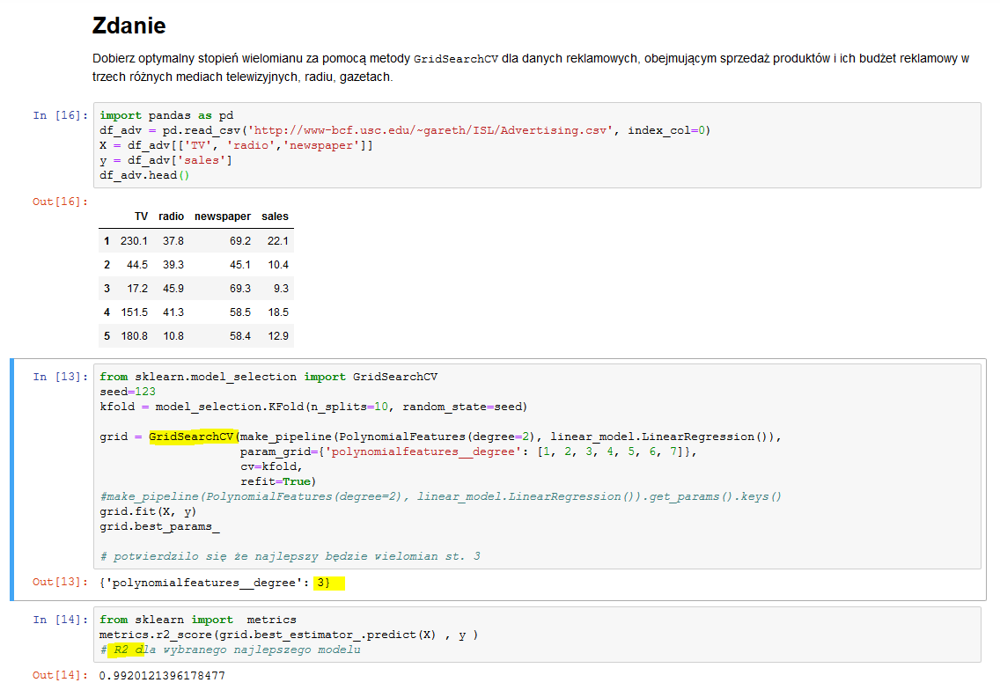 Zdanie
Dobierz optymalny stopień wielomianu za pomocą metody GridSearchCV dla danych reklamowych, obejmującym sprzedaż produktów i ich budżet reklamowy w
trzech różnych mediach telewizyjnych, radiu, gazetach.
In [16]: import pandas as pd
df_adv = pd.read_csv('http://www-bcf.usc.edu/~gareth/ISL/Advertising.csv', index_col=0)
X = df_adv[['TV', 'radio','newspaper']]
y = df_adv['sales']
df_adv.head()
Out[16]:
TV radio newspaper sales
1 230.1 37.8 69.2 22.1
2 44.5 39.3 45.1 10.4
3 17.2 45.9 69.3 9.3
4 151.5 41.3 58.5 18.5
5 180.8 10.8 58.4 12.9
In [13]: from sklearn.model_selection import GridSearchCV
seed=123
kfold = model_selection.KFold(n_splits=10, random_state=seed)
grid = GridSearchCV(make_pipeline(PolynomialFeatures(degree=2), linear_model.LinearRegression()),
param_grid={'polynomialfeatures__degree': [1, 2, 3, 4, 5, 6, 7]},
cv=kfold,
refit=True)
#make_pipeline(PolynomialFeatures(degree=2), linear_model.LinearRegression()).get_params().keys()
grid.fit(X, y)
grid.best_params_
# potwierdzilo się że najlepszy będzie wielomian st. 3
Out[13]: {'polynomialfeatures__degree': 3}
In [14]: from sklearn import  metrics
metrics.r2_score(grid.best_estimator_.predict(X) , y )
# R2 dla wybranego najlepszego modelu
Out[14]: 0.9920121396178477